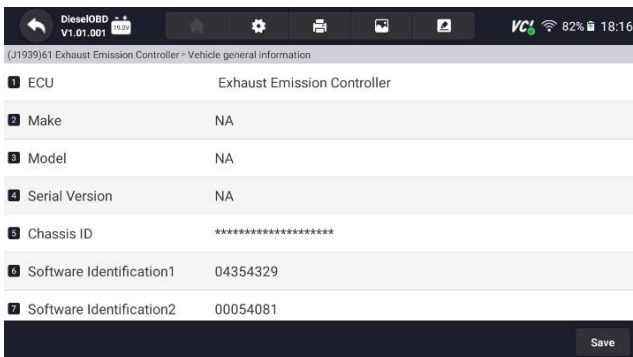 DieselOBD
V1.01.001
19.0V
VCI 82% 18:16
(J1939)61 Exhaust Emission Controller > Vehicle general information
1 ECU Exhaust Emission Controller
2 Make NA
3 Model NA
4 Serial Version NA
5 Chassis ID ********************
6 Software Identification1 04354329
7 Software Identification2 00054081
Save